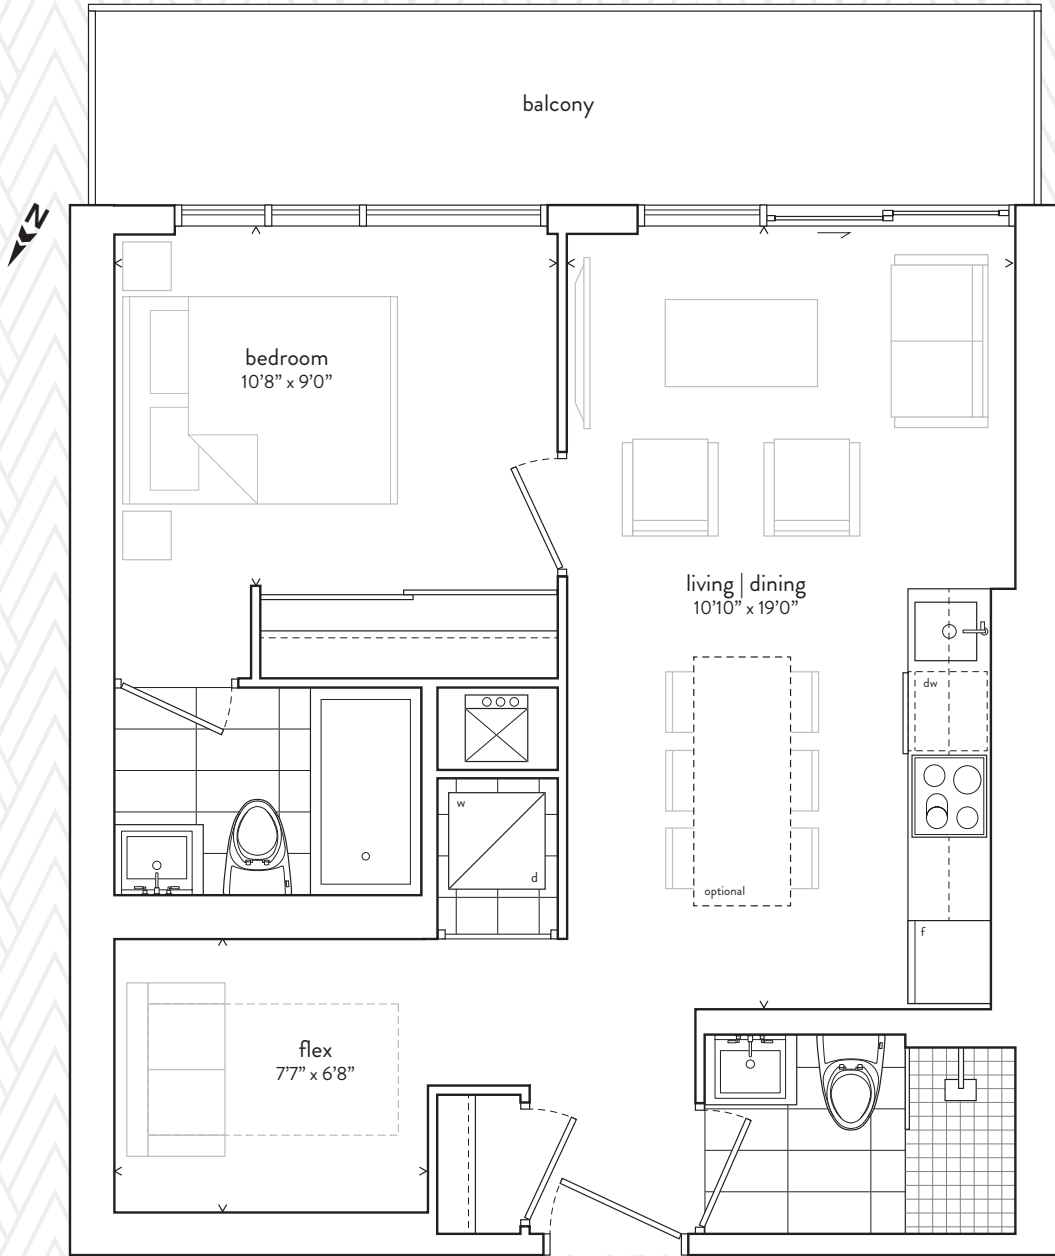 balcony
N
bedroom
10’8” x 9’0”
living | dining
10’10” x 19’0”
dw
w
d
optional
f
flex
7’7” x 6’8”